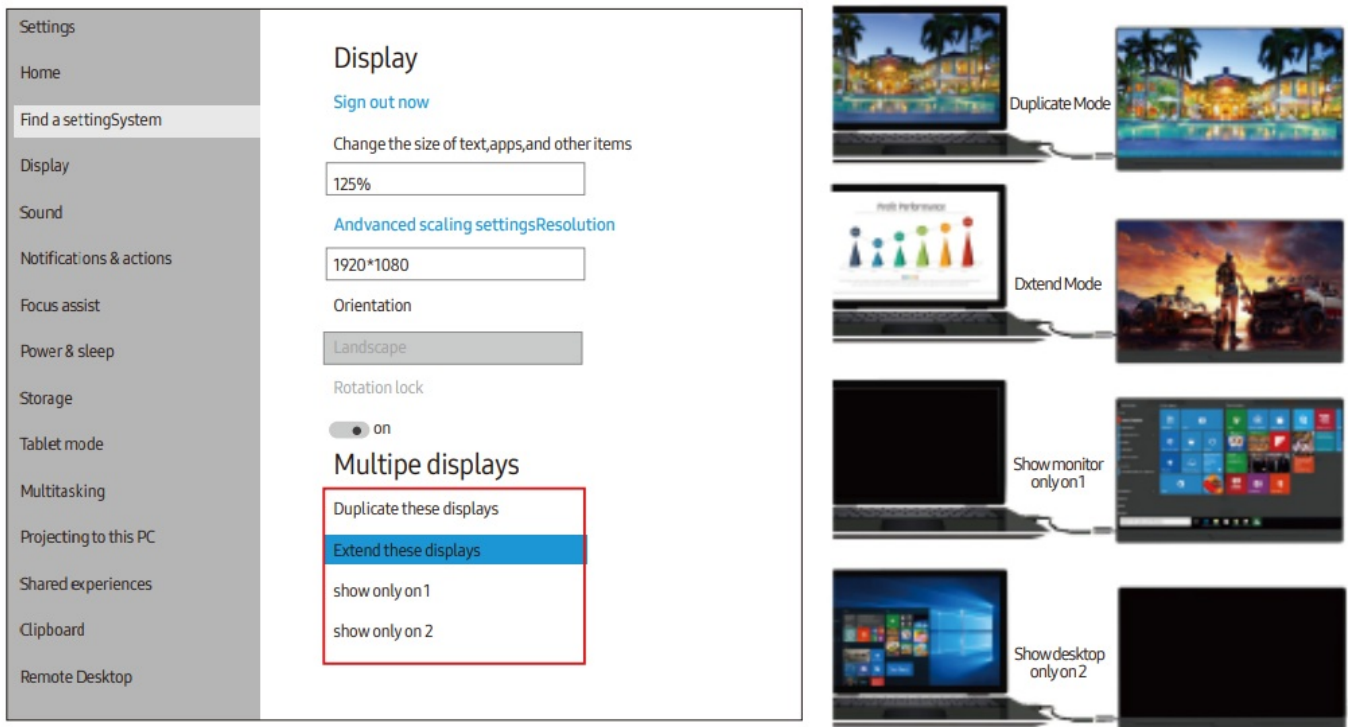 Settings
Home
Find a settingSystem
Display
Sound
Notifications & actions
Focus assist
Power & sleep
Storage
Tablet mode
Multitasking
Projecting to this PC
Shared experiences
Clipboard
Remote Desktop
Display
Sign out now
Change the size of text,apps,and other items
125%
Andvanced scaling settingsResolution
1920*1080
Orientation
Landscape
Rotation lock
on
Multipe displays
Duplicate these displays
Extend these displays
show only on 1
show only on 2
Duplicate Mode
Profit Performance
Dxtend Mode
Show monitor
only on 1
Show desktop
only on 2